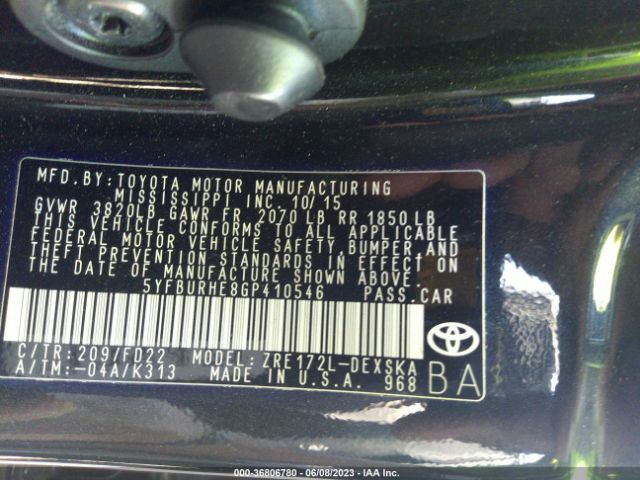 MFD. BY: TOYOTA MOTOR MANUFACTURING
MISSISSIPPI INC. 10/15
GVWR 3820LB GAWR FR 2070 LB RR 1850 LB
THIS VEHICLE CONFORMS TO ALL APPLICABLE
FEDERAL MOTOR VEHICLE SAFETY, BUMPER AND
THEFT PREVENTION STANDARDS IN EFFECT ON
THE DATE OF MANUFACTURE SHOWN ABOVE.
5YFBURHE8GP410546 PASS. CAR
C/TR: 209/FD22 MODEL: ZRE172L-DEXSKA
A/TM: -04A/K313 MADE IN U.S.A. 968
BA
000-36806780 - 06/08/2023 - IAA Inc.